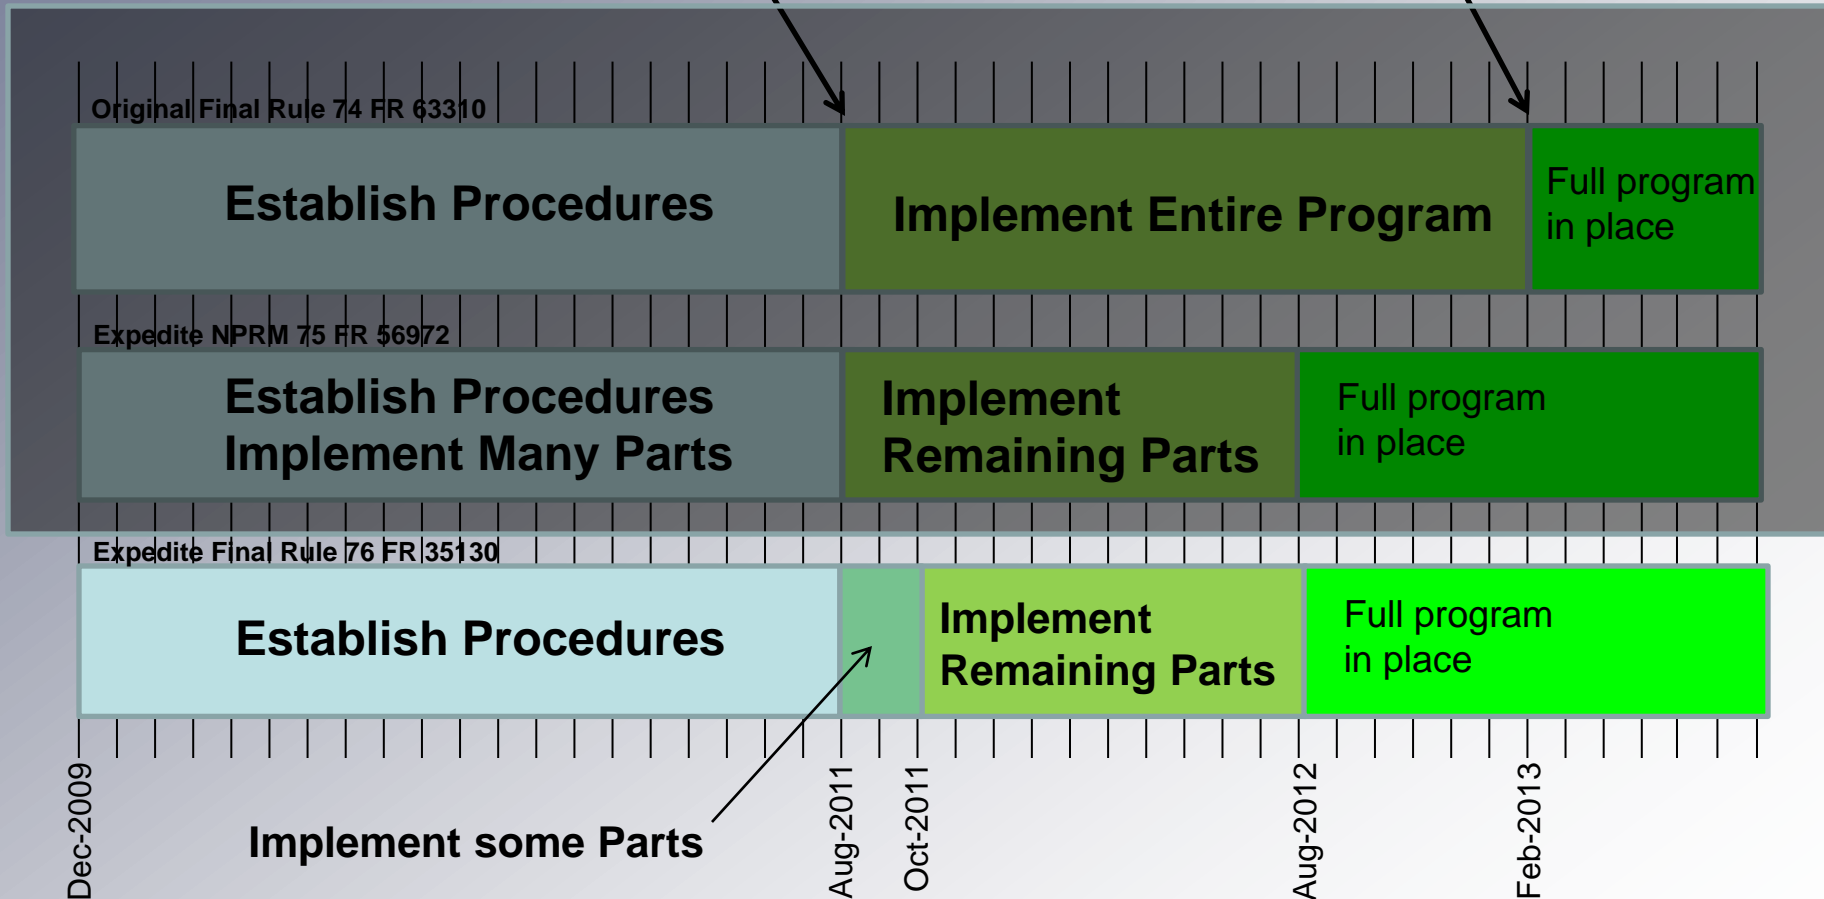 Original Final Rule 74 FR 63310
Establish Procedures
Implement Entire Program
Full program
in place
Expedite NPRM 75 FR 56972
Establish Procedures
Implement Many Parts
Implement
Remaining Parts
Full program
in place
Expedite Final Rule 76 FR 35130
Establish Procedures
Implement
Remaining Parts
Full program
in place
Implement some Parts
Dec-2009
Aug-2011
Oct-2011
Aug-2012
Feb-2013